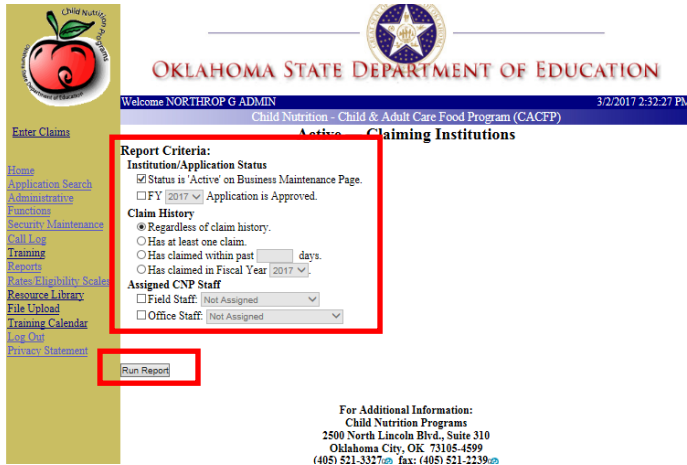 Child Nutrition Programs
Oklahoma State Department of Education
OKLAHOMA STATE DEPARTMENT OF EDUCATION
Welcome NORTHROP G ADMIN 3/2/2017 2:32:27 PM
Child Nutrition - Child & Adult Care Food Program (CACFP)
Claiming Institutions
Enter Claims
Home
Application Search
Administrative
Functions
Security Maintenance
Call Log
Training
Reports
Rates/Eligibility Scales
Resource Library
File Upload
Training Calendar
Log Out
Privacy Statement
Report Criteria:
Institution/Application Status
Status is 'Active' on Business Maintenance Page.
FY 2017 Application is Approved.
Claim History
Regardless of claim history.
Has at least one claim.
Has claimed within past days.
Has claimed in Fiscal Year 2017 .
Assigned CNP Staff
Field Staff: Not Assigned
Office Staff: Not Assigned
Run Report
For Additional Information:
Child Nutrition Programs
2500 North Lincoln Blvd., Suite 310
Oklahoma City, OK 73105-4599
(405) 521-3327 fax: (405) 521-2239